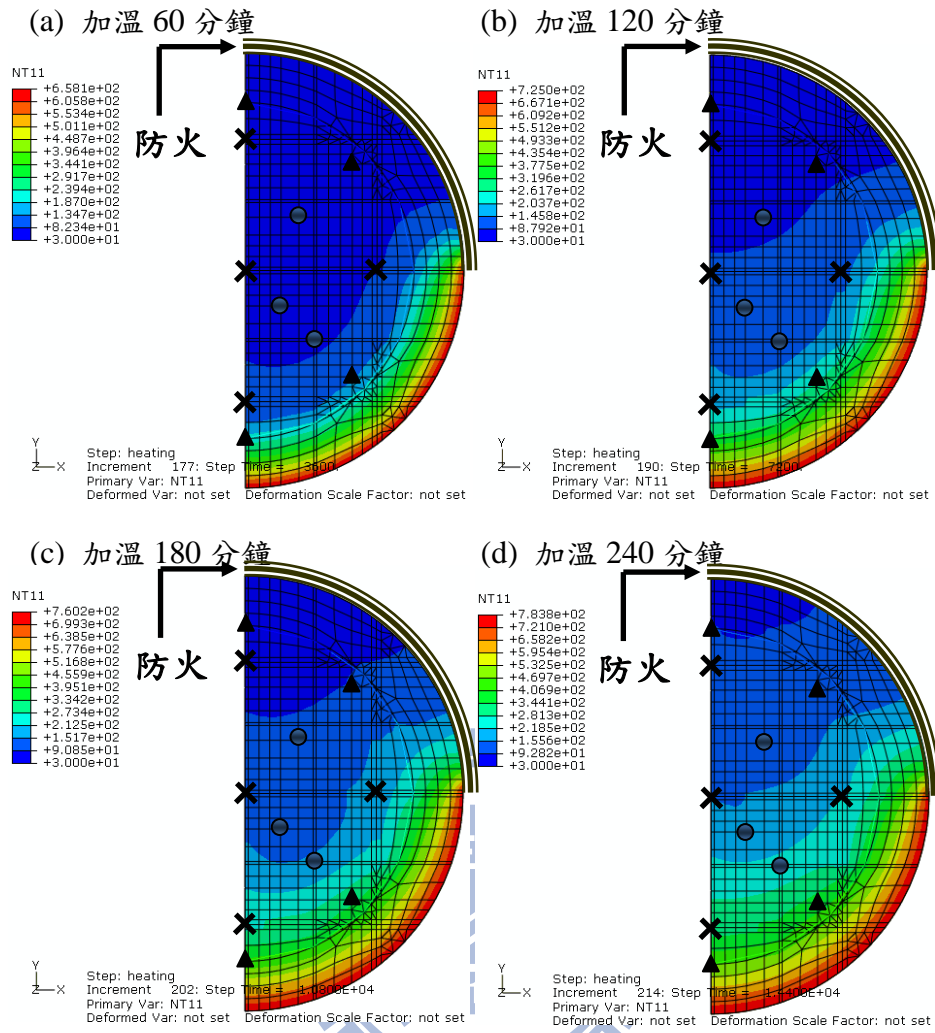 (a) 加溫 60 分鐘
NT11
+6.581e+02
+6.058e+02
+5.534e+02
+5.011e+02
+4.487e+02
+3.964e+02
+3.441e+02
+2.917e+02
+2.394e+02
+1.870e+02
+1.347e+02
+8.234e+01
+3.000e+01
防火
Y
Z X
Step: heating
Increment 177: Step Time = 3600.
Primary Var: NT11
Deformed Var: not set Deformation Scale Factor: not set
(b) 加溫 120 分鐘
NT11
+7.250e+02
+6.671e+02
+6.092e+02
+5.512e+02
+4.933e+02
+4.354e+02
+3.775e+02
+3.196e+02
+2.617e+02
+2.037e+02
+1.458e+02
+8.792e+01
+3.000e+01
防火
Y
Z X
Step: heating
Increment 190: Step Time = 7200.
Primary Var: NT11
Deformed Var: not set Deformation Scale Factor: not set
(c) 加溫 180 分鐘
NT11
+7.602e+02
+6.993e+02
+6.385e+02
+5.776e+02
+5.168e+02
+4.559e+02
+3.951e+02
+3.342e+02
+2.734e+02
+2.125e+02
+1.517e+02
+9.085e+01
+3.000e+01
防火
Y
Z X
Step: heating
Increment 202: Step Time = 1.0800E+04
Primary Var: NT11
Deformed Var: not set Deformation Scale Factor: not set
(d) 加溫 240 分鐘
NT11
+7.838e+02
+7.210e+02
+6.582e+02
+5.954e+02
+5.325e+02
+4.697e+02
+4.069e+02
+3.441e+02
+2.813e+02
+2.185e+02
+1.556e+02
+9.282e+01
+3.000e+01
防火
Y
Z X
Step: heating
Increment 214: Step Time = 1.4400E+04
Primary Var: NT11
Deformed Var: not set Deformation Scale Factor: not set